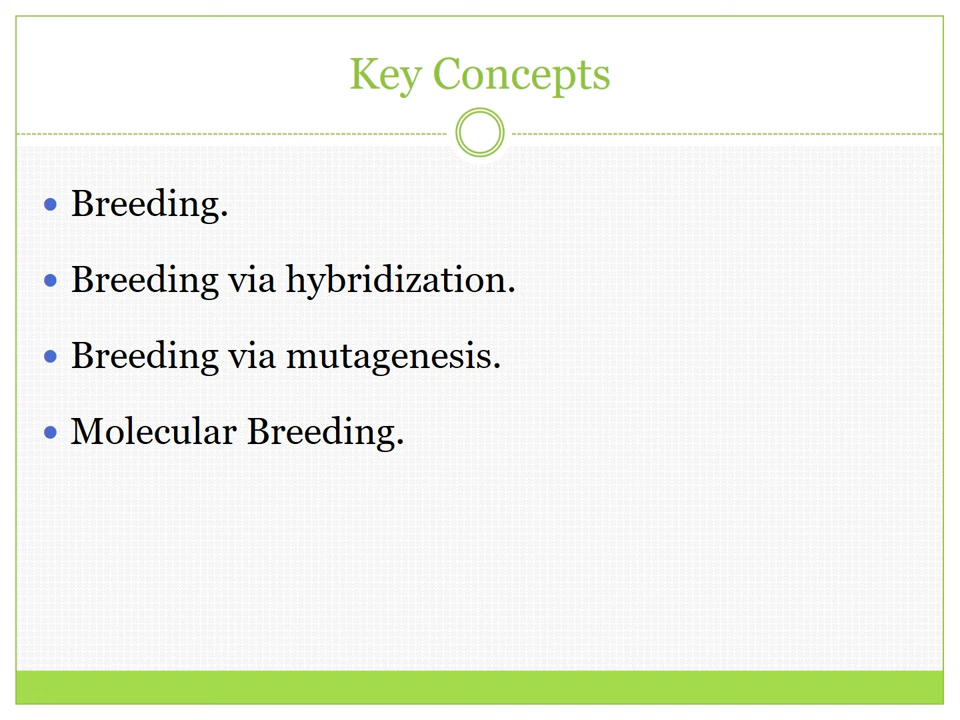 Key Concepts
Breeding.
Breeding via hybridization.
Breeding via mutagenesis.
Molecular Breeding.